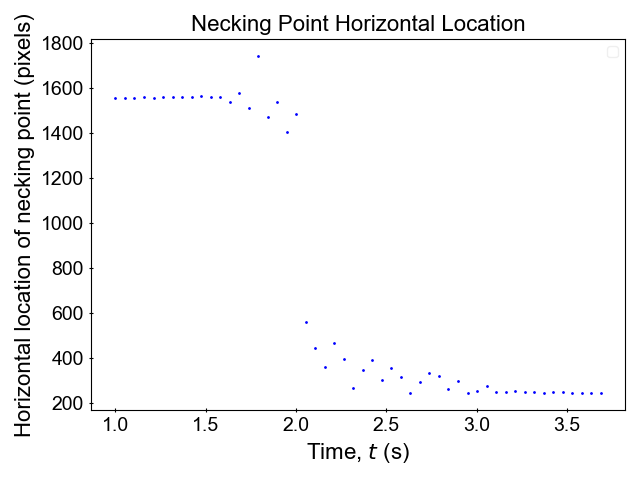 Necking Point Horizontal Location
Horizontal location of necking point (pixels)
1800
1600
1400
1200
1000
800
600
400
200
1.0 1.5 2.0 2.5 3.0 3.5
Time, t (s)